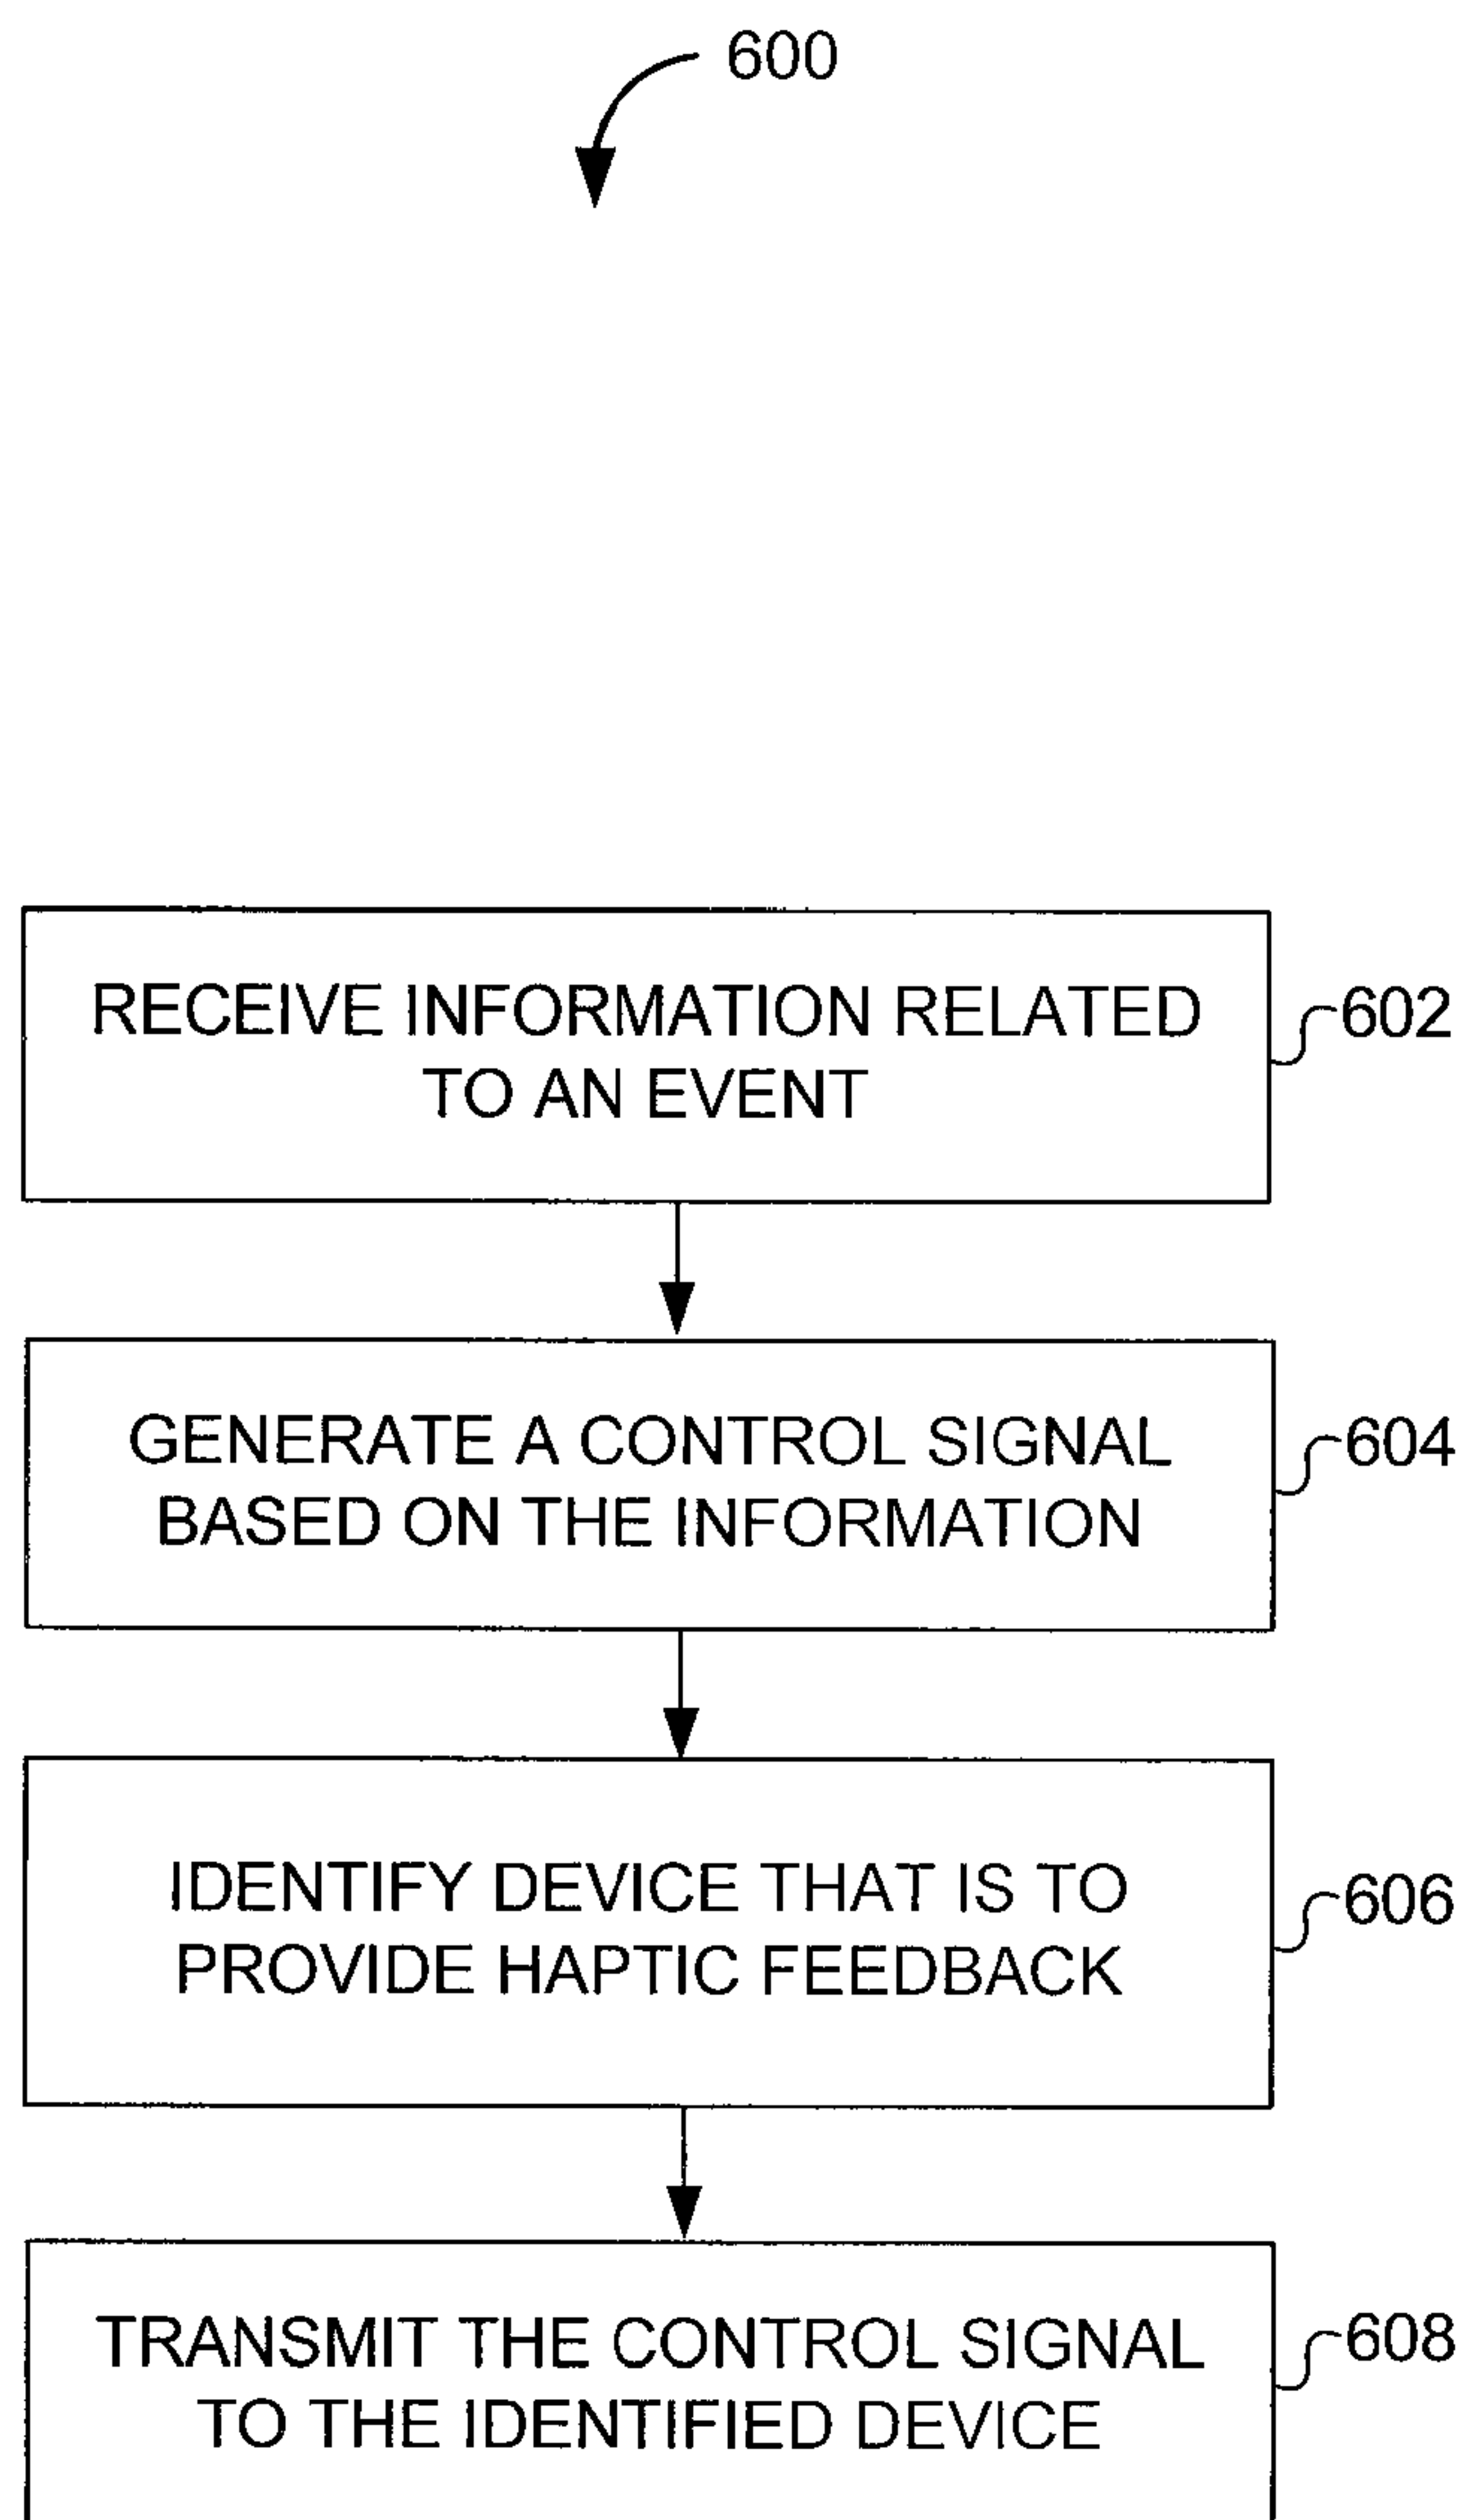 600
RECEIVE INFORMATION RELATED
TO AN EVENT
602
GENERATE A CONTROL SIGNAL
BASED ON THE INFORMATION
604
IDENTIFY DEVICE THAT IS TO
PROVIDE HAPTIC FEEDBACK
606
TRANSMIT THE CONTROL SIGNAL
TO THE IDENTIFIED DEVICE
608